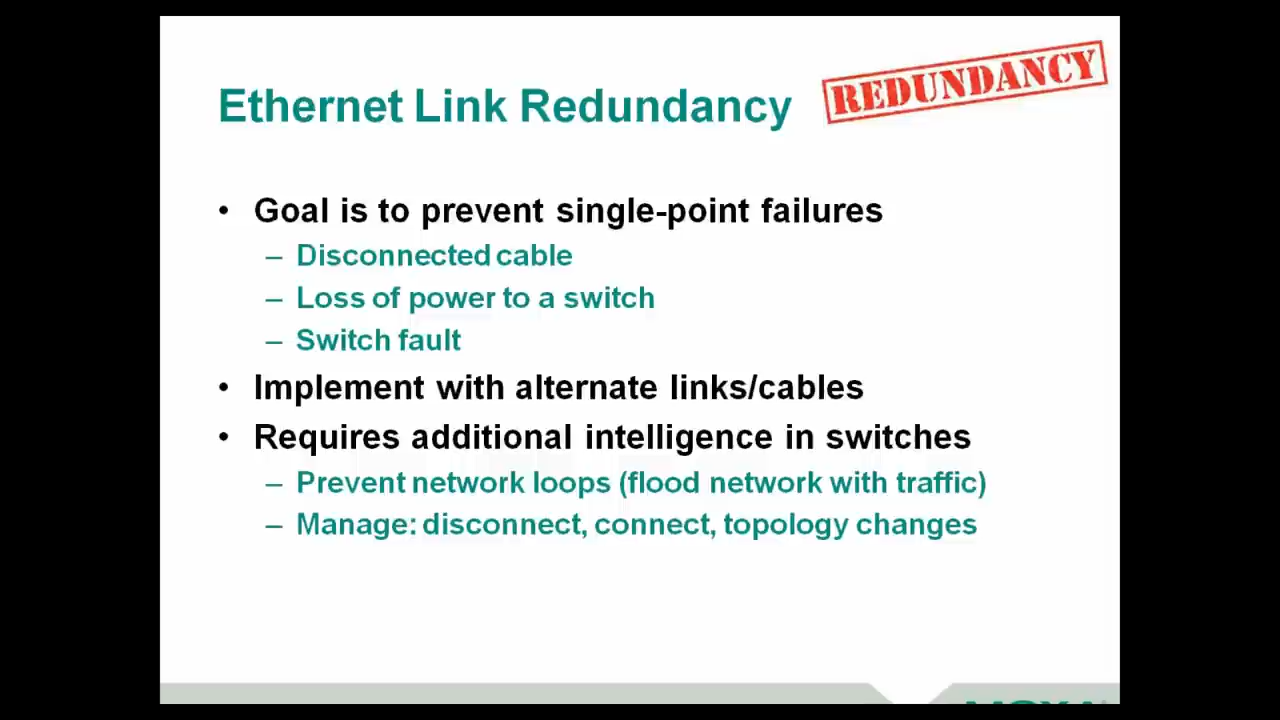 REDUNDANCY
Ethernet Link Redundancy
• Goal is to prevent single-point failures
– Disconnected cable
– Loss of power to a switch
– Switch fault
• Implement with alternate links/cables
• Requires additional intelligence in switches
– Prevent network loops (flood network with traffic)
– Manage: disconnect, connect, topology changes